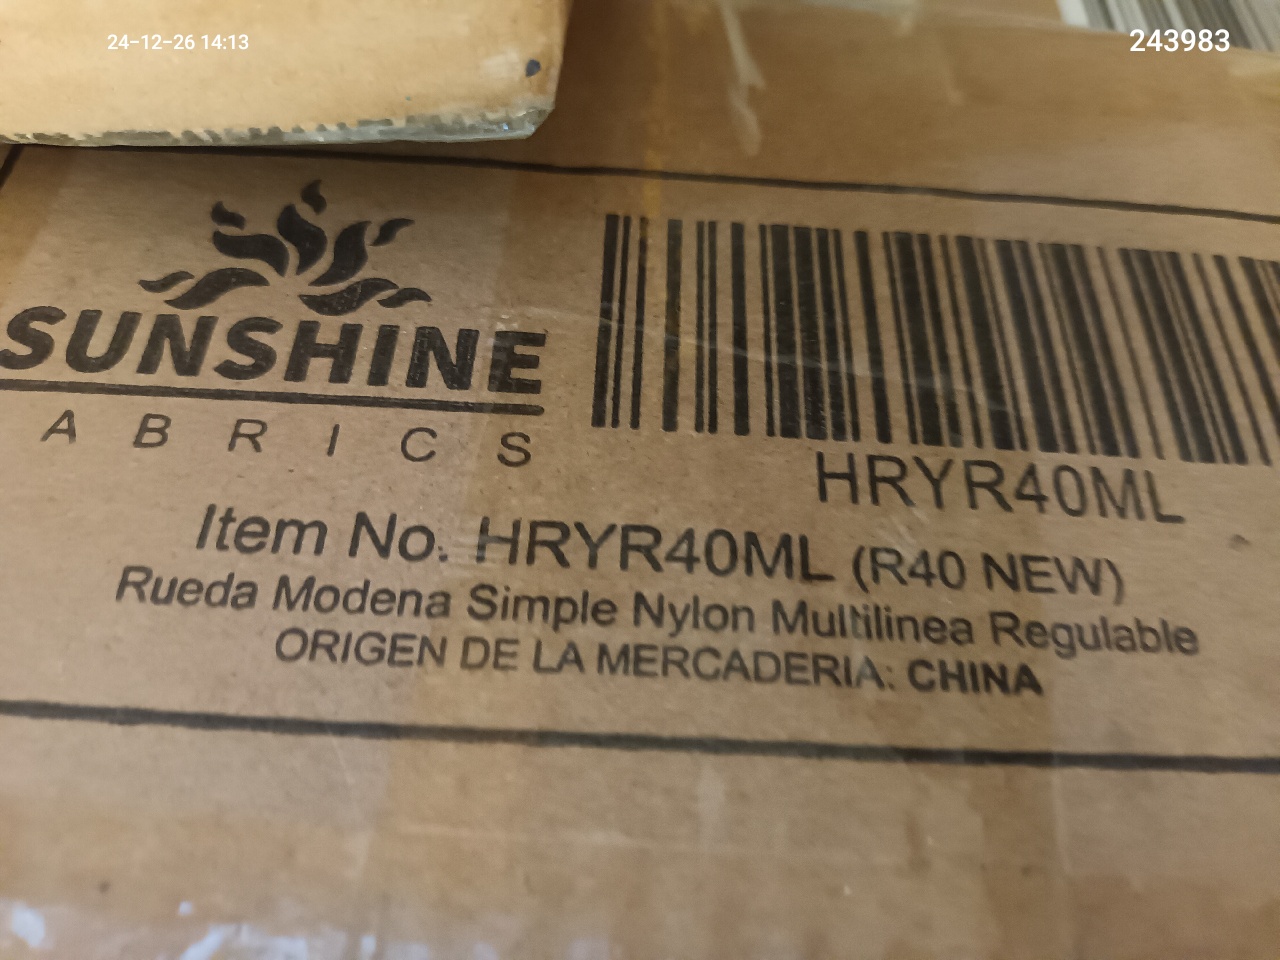 24-12-26 14:13
243983
SUNSHINE
ABRICS
HRYR40ML
Item No. HRYR40ML (R40 NEW)
Rueda Modena Simple Nylon Multilinea Regulable
ORIGEN DE LA MERCADERIA: CHINA